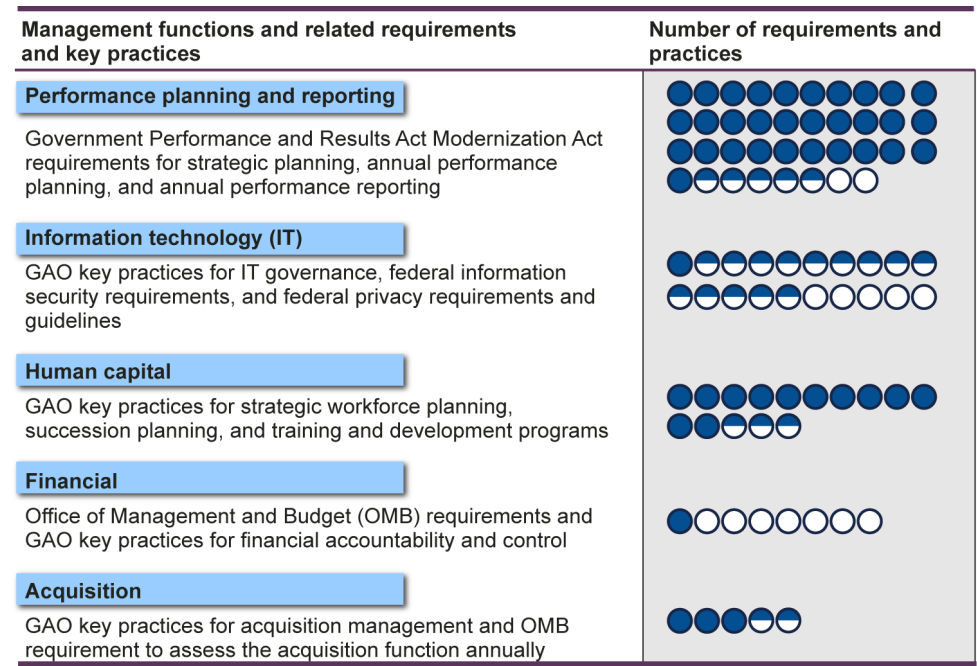 Management functions and related requirements
and key practices
Number of requirements and
practices
Performance planning and reporting
Government Performance and Results Act Modernization Act
requirements for strategic planning, annual performance
planning, and annual performance reporting
Information technology (IT)
GAO key practices for IT governance, federal information
security requirements, and federal privacy requirements and
guidelines
Human capital
GAO key practices for strategic workforce planning,
succession planning, and training and development programs
Financial
Office of Management and Budget (OMB) requirements and
GAO key practices for financial accountability and control
Acquisition
GAO key practices for acquisition management and OMB
requirement to assess the acquisition function annually